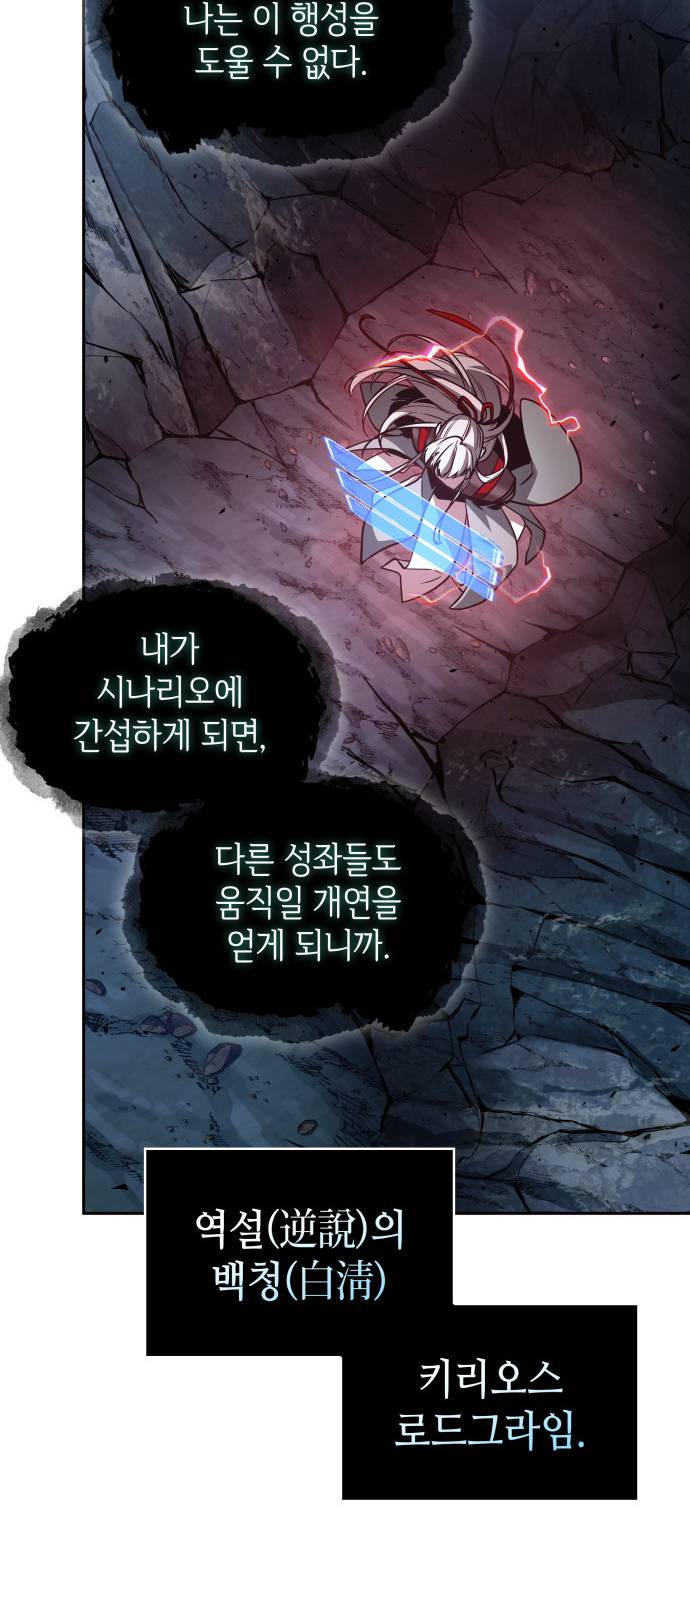 나는 이 행성을
도울 수 없다.
내가
시나리오에
간섭하게 되면,
다른 성좌들도
움직일 개연을
얻게 되니까.
역설(逆說)의
백청(白淸)
키리오스
로드그라임.